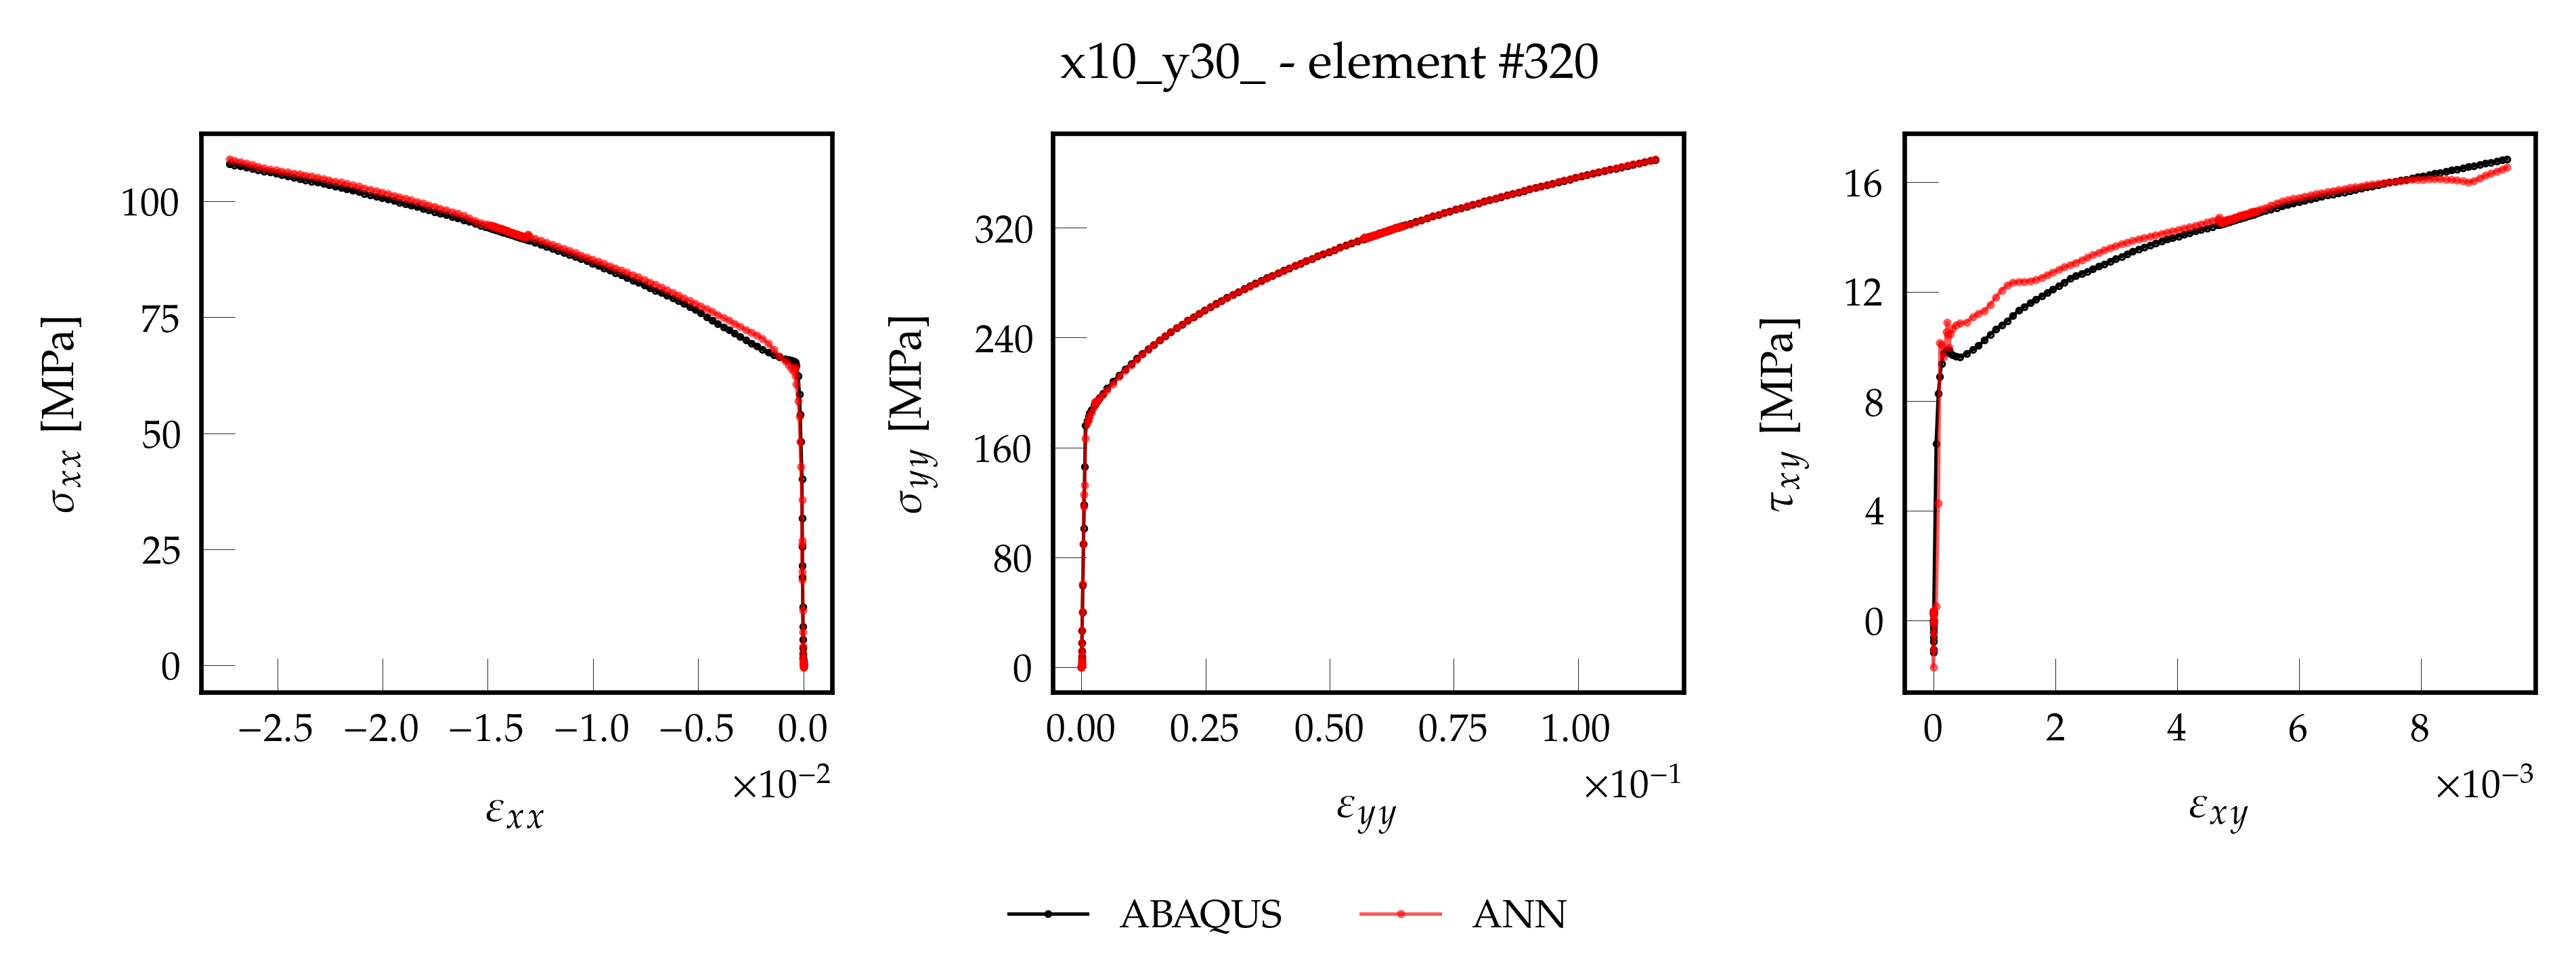 x10_y30_ - element #320
σxx [MPa]
100
75
50
25
0
−2.5 −2.0 −1.5 −1.0 −0.5 0.0
×10−2
εxx
σyy [MPa]
320
240
160
80
0
0.00 0.25 0.50 0.75 1.00
×10−1
εyy
τxy [MPa]
16
12
8
4
0
0 2 4 6 8
×10−3
εxy
ABAQUS ANN